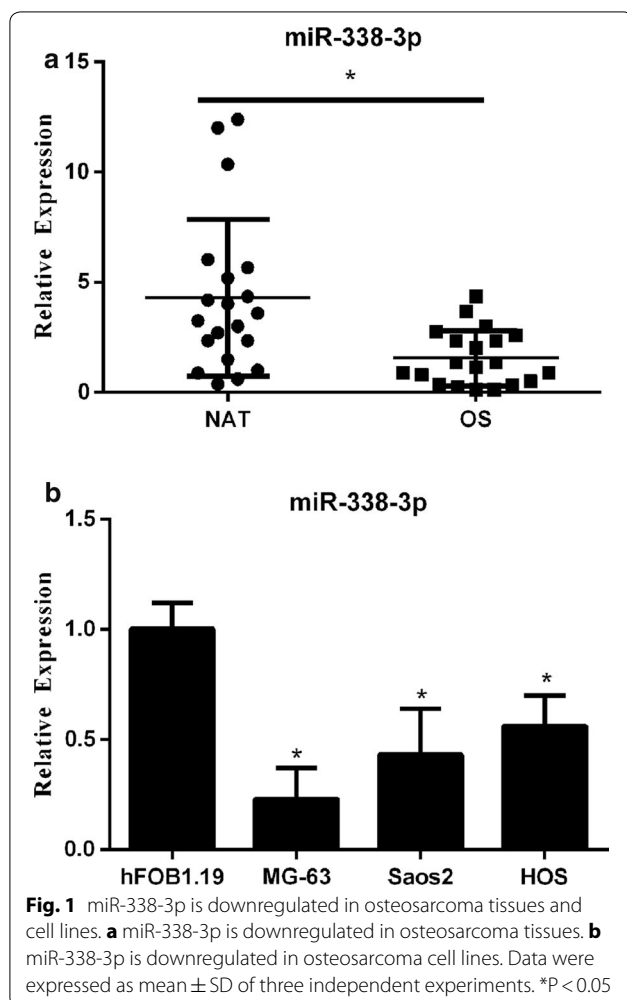 miR-338-3p
a
*
15
10
5
0
Relative Expression
NAT OS
b
miR-338-3p
1.5
1.0
0.5
0.0
Relative Expression
* * *
hFOB1.19 MG-63 Saos2 HOS
Fig. 1 miR-338-3p is downregulated in osteosarcoma tissues and
cell lines. a miR-338-3p is downregulated in osteosarcoma tissues. b
miR-338-3p is downregulated in osteosarcoma cell lines. Data were
expressed as mean ± SD of three independent experiments. *P < 0.05